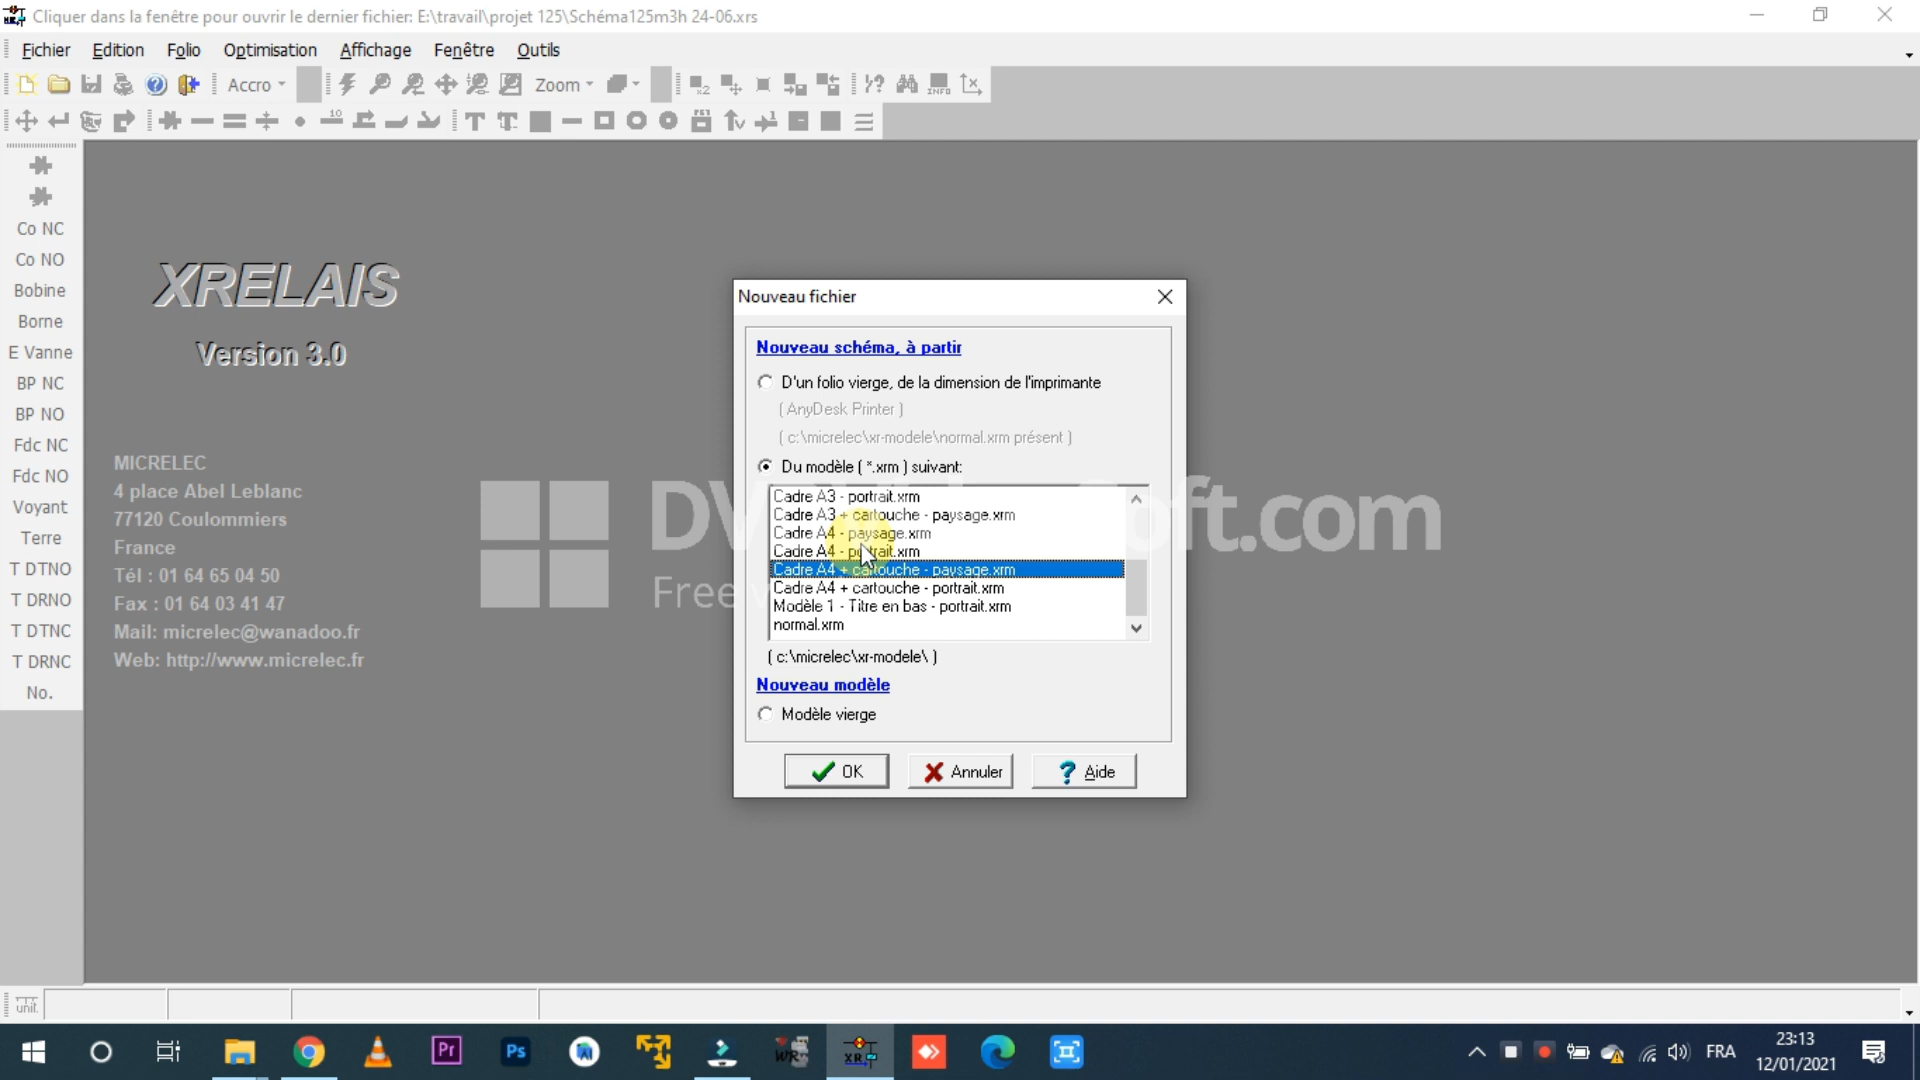 Cliquer dans la fenêtre pour ouvrir le dernier fichier: E:\travail\projet 125\Schéma125m3h 24-06.xrs
Fichier Edition Folio Optimisation Affichage Fenêtre Outils
Accro Zoom
Co NC
Co NO
Bobine
Borne
E Vanne
BP NC
BP NO
Fdc NC
Fdc NO
Voyant
Terre
T DTNO
T DRNO
T DTNC
T DRNC
No.
XRELAIS
Version 3.0
MICRELEC
4 place Abel Leblanc
77120 Coulommiers
France
Tél : 01 64 65 04 50
Fax : 01 64 03 41 47
Mail: micrelec@wanadoo.fr
Web: http://www.micrelec.fr
Nouveau fichier
Nouveau schéma, à partir
D'un folio vierge, de la dimension de l'imprimante
( AnyDesk Printer )
( c:\micrelec\xr-modele\normal.xrm présent )
Du modèle ( *.xrm ) suivant:
Cadre A3 - portrait.xrm
Cadre A3 + cartouche - paysage.xrm
Cadre A4 - paysage.xrm
Cadre A4 - portrait.xrm
Cadre A4 + cartouche - paysage.xrm
Cadre A4 + cartouche - portrait.xrm
Modèle 1 - Titre en bas - portrait.xrm
normal.xrm
( c:\micrelec\xr-modele\ )
Nouveau modèle
Modèle vierge
OK Annuler ? Aide
unit.
Pr Ps XR
FRA
23:13
12/01/2021